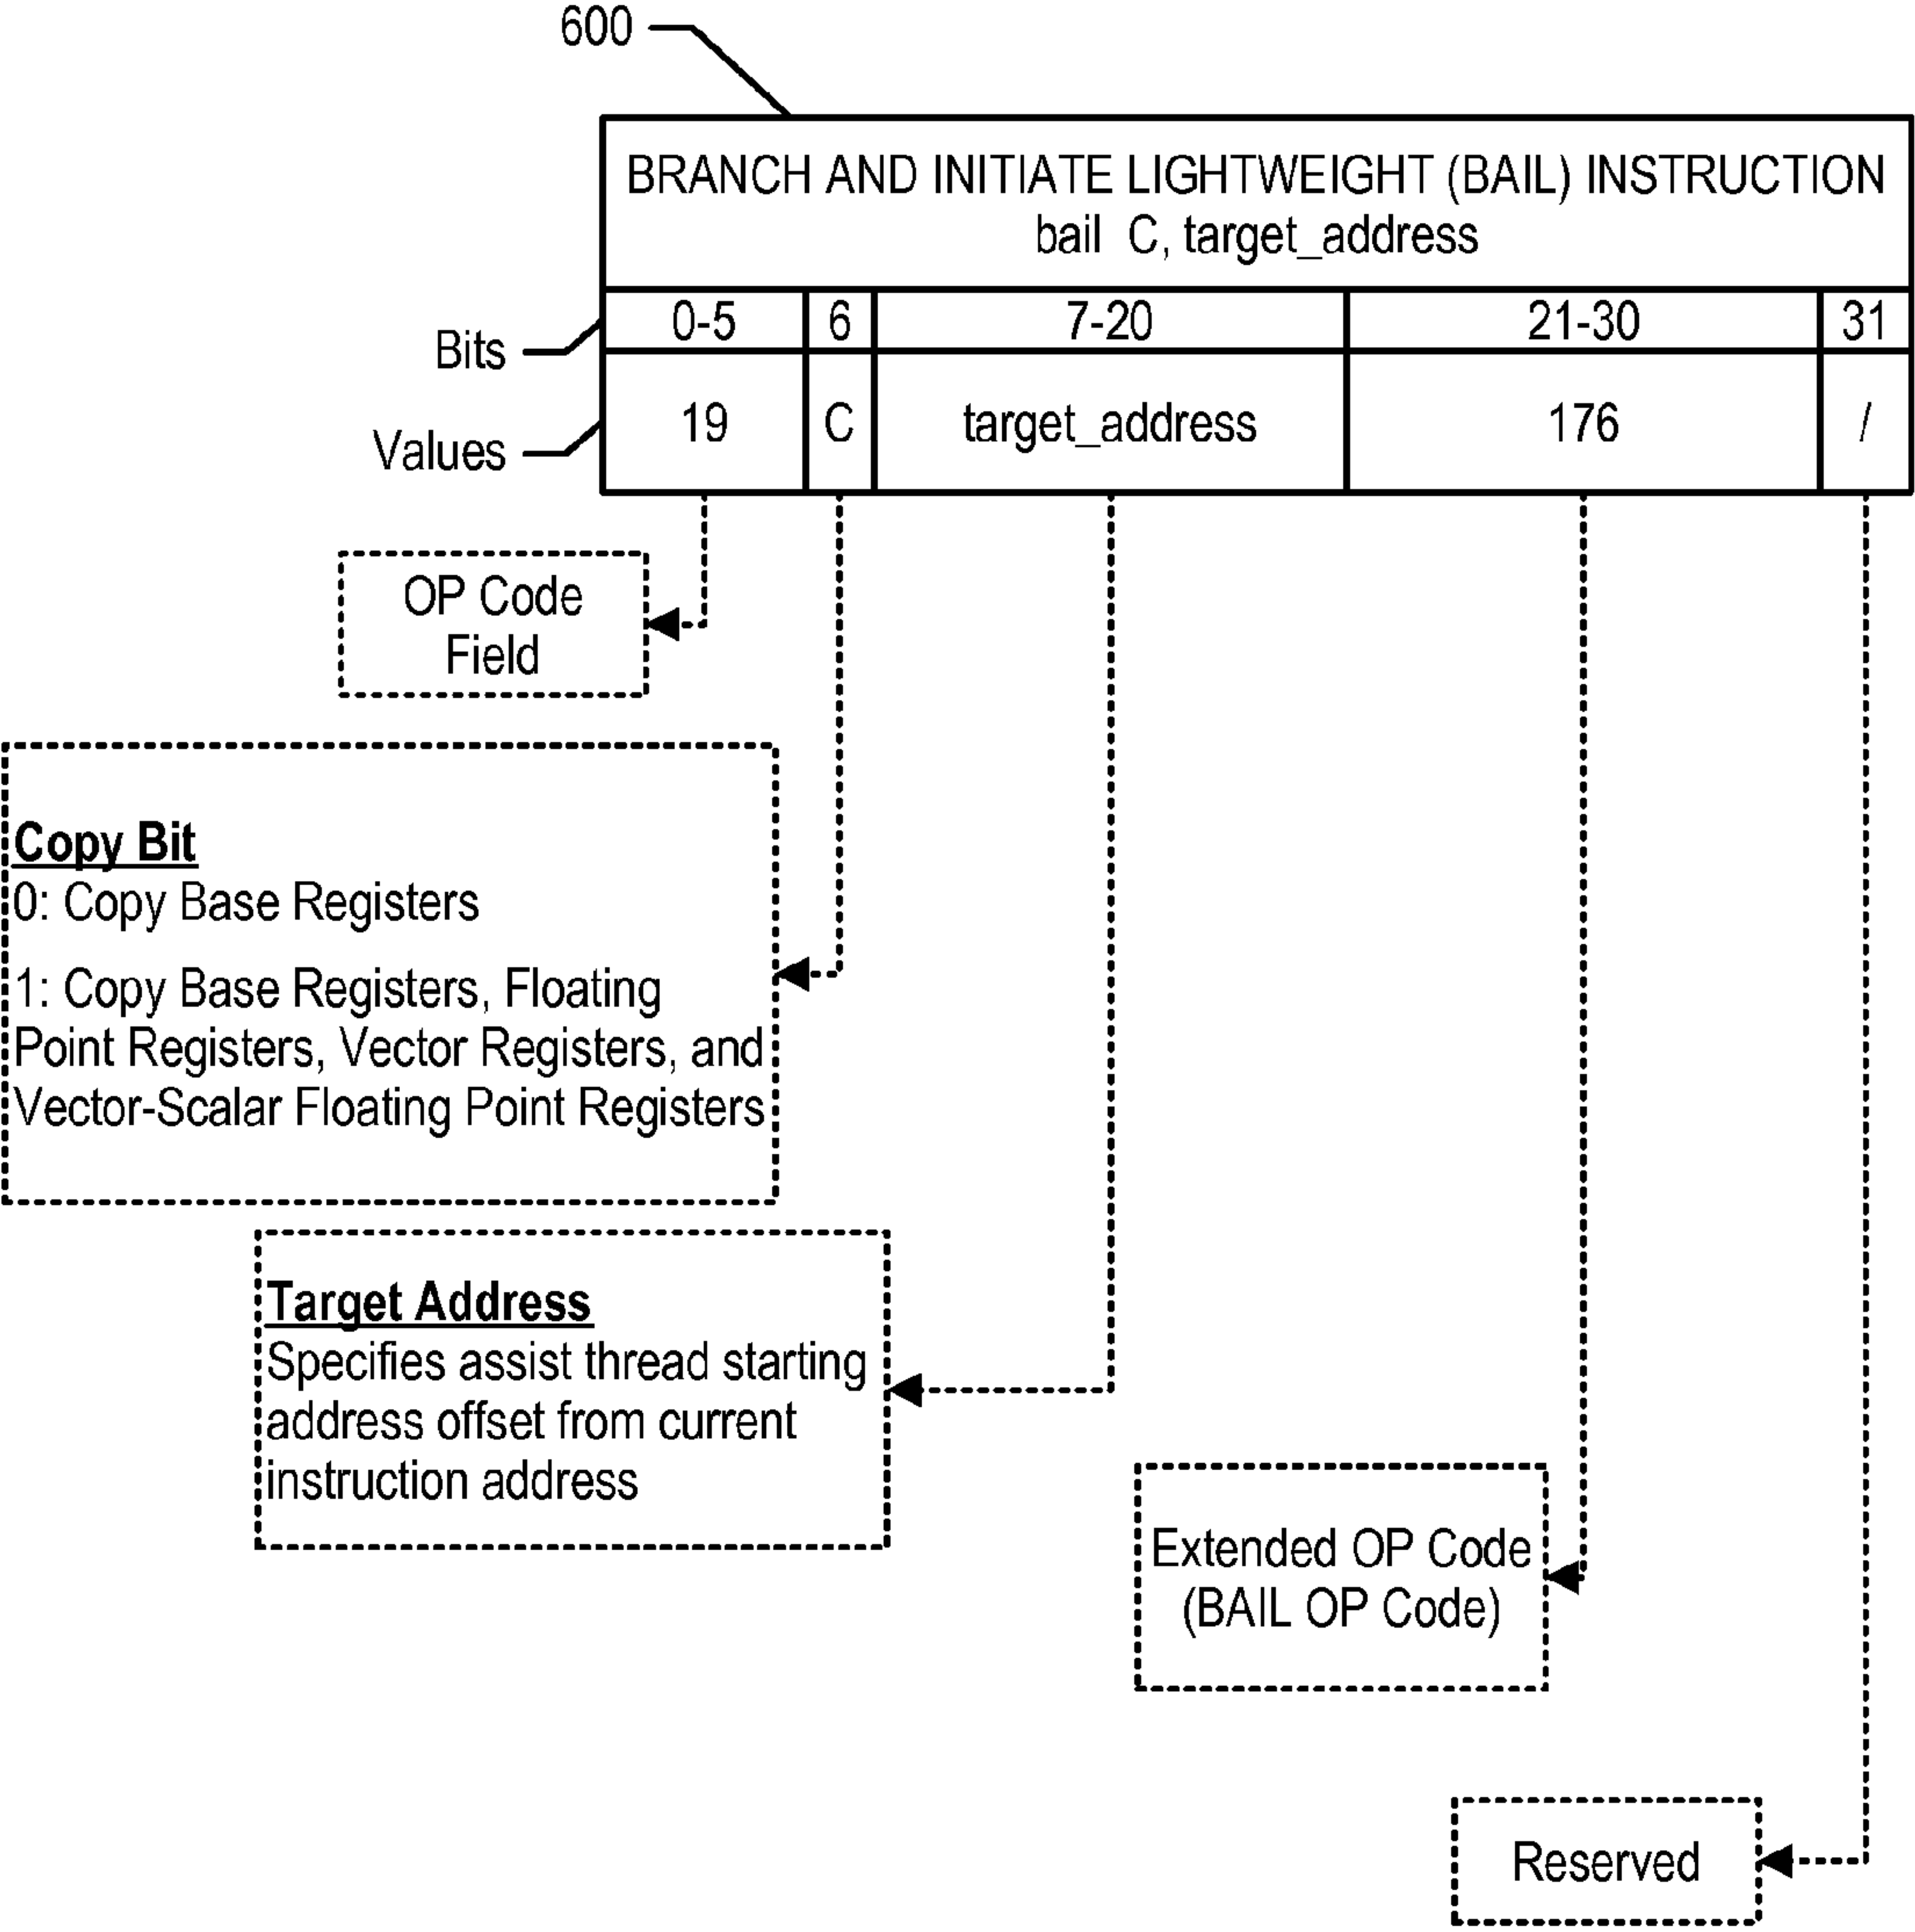 600
BRANCH AND INITIATE LIGHTWEIGHT (BAIL) INSTRUCTION
bail C, target_address
Bits
0-5 6 7-20 21-30 31
Values
19 C target_address 176 /
OP Code
Field
Copy Bit
0: Copy Base Registers
1: Copy Base Registers, Floating
Point Registers, Vector Registers, and
Vector-Scalar Floating Point Registers
Target Address
Specifies assist thread starting
address offset from current
instruction address
Extended OP Code
(BAIL OP Code)
Reserved